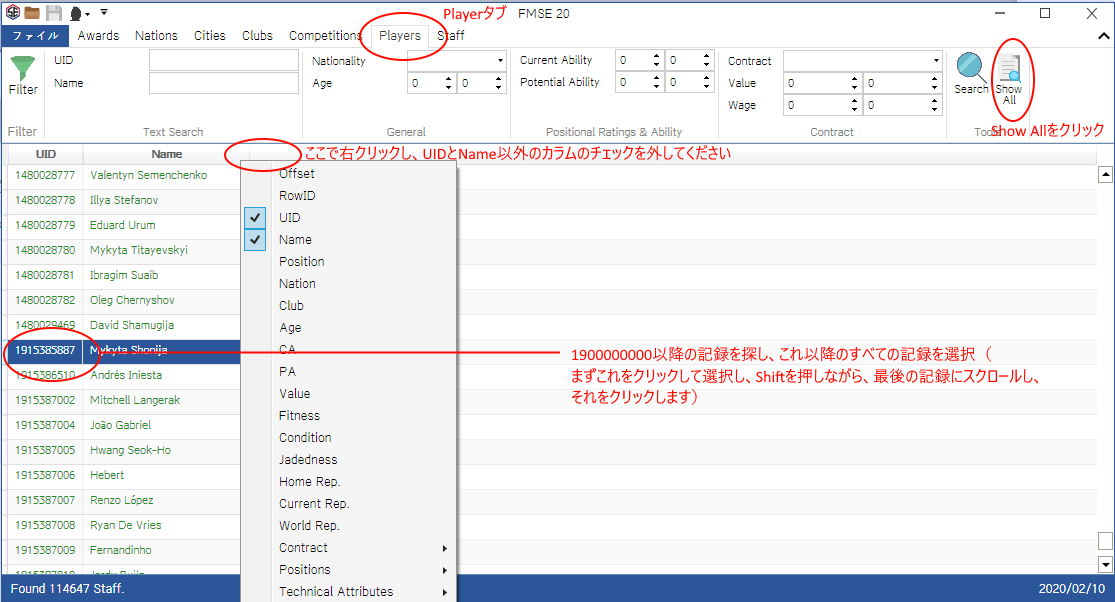 Playerタブ FMSE 20
ファイル Awards Nations Cities Clubs Competitions Players Staff
UID Nationality Current Ability 0 0 Contract
Filter Name Age 0 0 Potential Ability 0 0 Value 0 0 Search Show All
Wage 0 0
Filter Text Search General Positional Ratings & Ability Contract Show Allをクリック
UID Name ここで右クリックし、UIDとName以外のカラムのチェックを外してください
1480028777 Valentyn Semenchenko
1480028778 Illya Stefanov
1480028779 Eduard Urum
1480028780 Mykyta Titayevskyi
1480028781 Ibragim Suaib
1480028782 Oleg Chernyshov
1480029469 David Shamugija
1915385887 Mykyta Shonija
1915386510 Andrés Iniesta
1915387002 Mitchell Langerak
1915387004 João Gabriel
1915387005 Hwang Seok-Ho
1915387006 Hebert
1915387007 Renzo López
1915387008 Ryan De Vries
1915387009 Fernandinho
Offset
RowID
UID
Name
Position
Nation
Club
Age
CA
PA
Value
Fitness
Condition
Jadedness
Home Rep.
Current Rep.
World Rep.
Contract
Positions
Technical Attributes
1900000000以降の記録を探し、これ以降のすべての記録を選択（
まずこれをクリックして選択し、Shiftを押しながら、最後の記録にスクロールし、
それをクリックします）
Found 114647 Staff. 2020/02/10